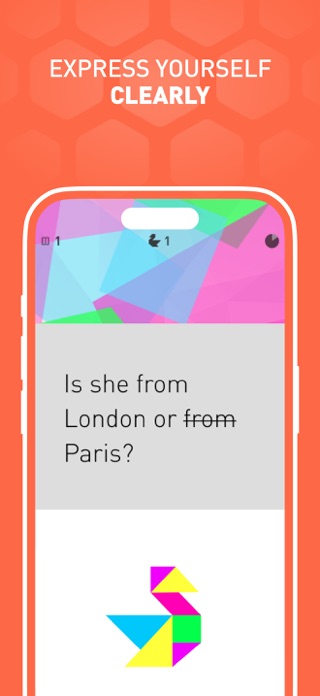 EXPRESS YOURSELF
CLEARLY
1
1
Is she from
London or from
Paris?